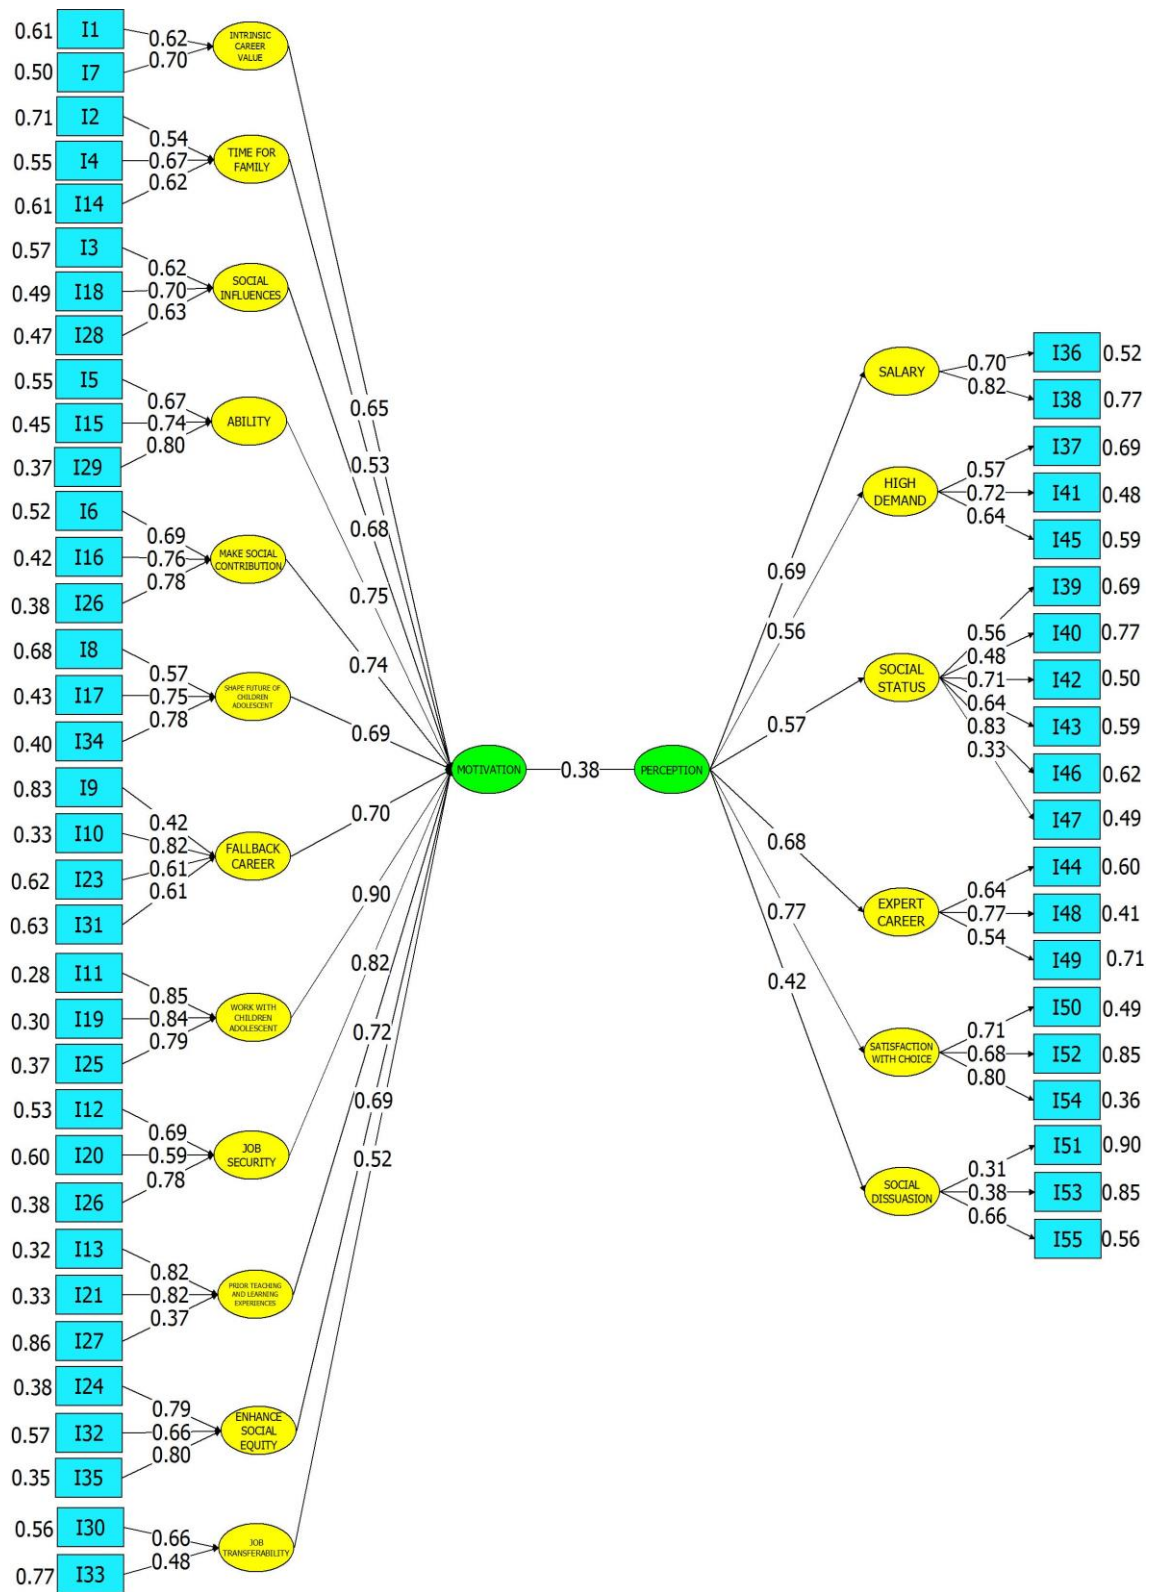 0.61 I1 0.62
0.50 I7 0.70
INTRINSIC
CAREER
VALUE
0.71 I2 0.54
0.55 I4 0.67
0.61 I14 0.62
TIME FOR
FAMILY
0.57 I3 0.62
0.49 I18 0.70
0.47 I28 0.63
SOCIAL
INFLUENCES
0.55 I5 0.67
0.45 I15 0.74
0.37 I29 0.80
ABILITY
0.52 I6 0.69
0.42 I16 0.76
0.38 I26 0.78
MAKE SOCIAL
CONTRIBUTION
0.68 I8 0.57
0.43 I17 0.75
0.40 I34 0.78
SHAPE FUTURE OF
CHILDREN
ADOLESCENT
0.83 I9 0.42
0.33 I10 0.82
0.62 I23 0.61
0.63 I31 0.61
FALLBACK
CAREER
0.28 I11 0.85
0.30 I19 0.84
0.37 I25 0.79
WORK WITH
CHILDREN
ADOLESCENT
0.53 I12 0.69
0.60 I20 0.59
0.38 I26 0.78
JOB
SECURITY
0.32 I13 0.82
0.33 I21 0.82
0.86 I27 0.37
PRIOR TEACHING
AND LEARNING
EXPERIENCES
0.38 I24 0.79
0.57 I32 0.66
0.35 I35 0.80
ENHANCE
SOCIAL
EQUITY
0.56 I30 0.66
0.77 I33 0.48
JOB
TRANSFERABILITY
0.65
0.53
0.68
0.75
0.74
0.69
0.70
0.90
0.82
0.72
0.69
0.52
MOTIVATION 0.38 PERCEPTION
0.69
0.56
0.57
0.68
0.77
0.42
SALARY
0.70 I36 0.52
0.82 I38 0.77
HIGH
DEMAND
0.57 I37 0.69
0.72 I41 0.48
0.64 I45 0.59
SOCIAL
STATUS
0.56 I39 0.69
0.48 I40 0.77
0.71 I42 0.50
0.64 I43 0.59
0.83 I46 0.62
0.33 I47 0.49
EXPERT
CAREER
0.64 I44 0.60
0.77 I48 0.41
0.54 I49 0.71
SATISFACTION
WITH CHOICE
0.71 I50 0.49
0.68 I52 0.85
0.80 I54 0.36
SOCIAL
DISSUASION
0.31 I51 0.90
0.38 I53 0.85
0.66 I55 0.56